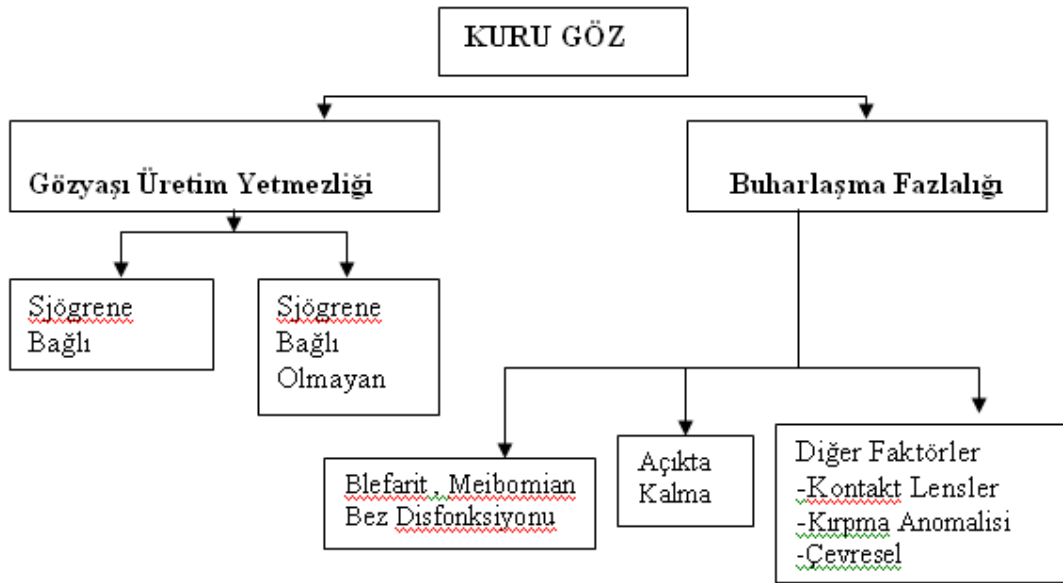 KURU GÖZ
Gözyaşı Üretim Yetmezliği
Buharlaşma Fazlalığı
Sjögrene
Bağlı
Sjögrene
Bağlı
Olmayan
Blefarit , Meibomian
Bez Disfonksiyonu
Açıkta
Kalma
Diğer Faktörler
-Kontakt Lensler
-Kırpma Anomalisi
-Çevresel